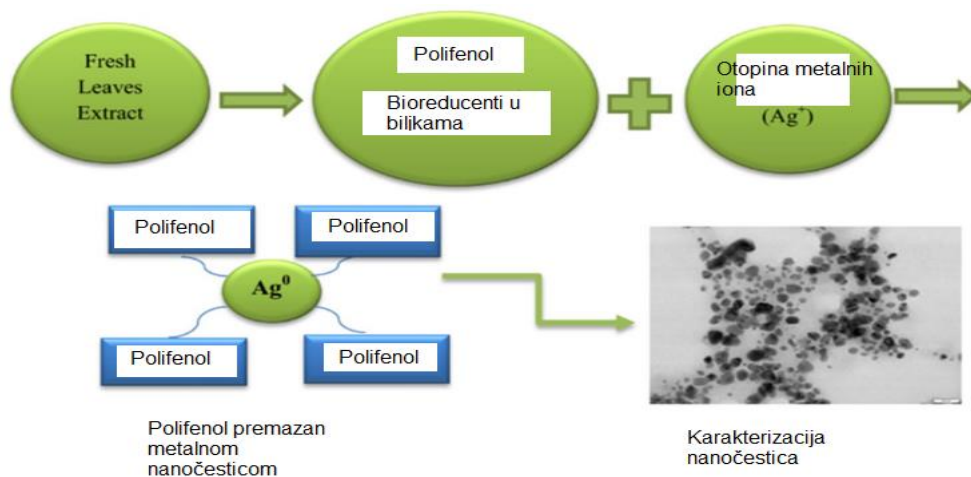 Fresh
Leaves
Extract
Polifenol
Bioreducenti u
biljkama
Otopina metalnih
iona
(Ag⁺)
Polifenol
Polifenol
Ag⁰
Polifenol
Polifenol
Polifenol premazan
metalnom
nanočesticom
Karakterizacija
nanočestica